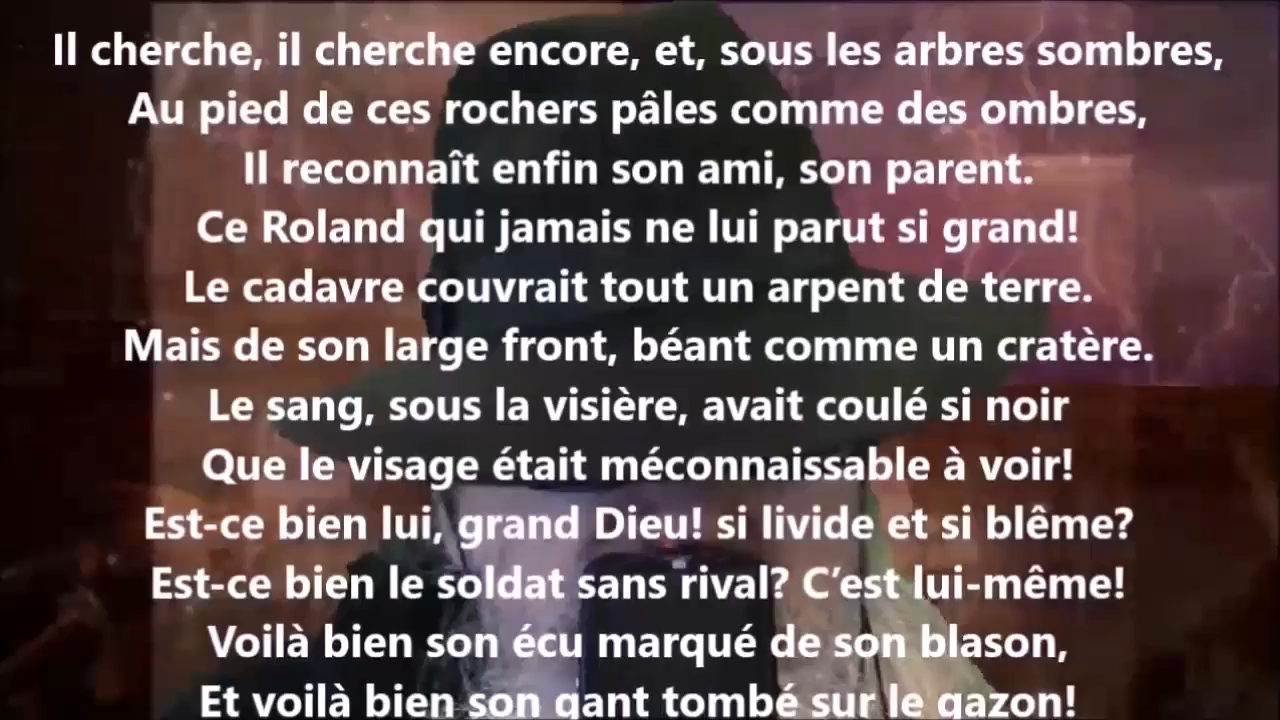 Il cherche, il cherche encore, et, sous les arbres sombres,
Au pied de ces rochers pâles comme des ombres,
Il reconnaît enfin son ami, son parent.
Ce Roland qui jamais ne lui parut si grand!
Le cadavre couvrait tout un arpent de terre.
Mais de son large front, béant comme un cratère.
Le sang, sous la visière, avait coulé si noir
Que le visage était méconnaissable à voir!
Est-ce bien lui, grand Dieu! si livide et si blême?
Est-ce bien le soldat sans rival? C’est lui-même!
Voilà bien son écu marqué de son blason,
Et voilà bien son gant tombé sur le gazon!